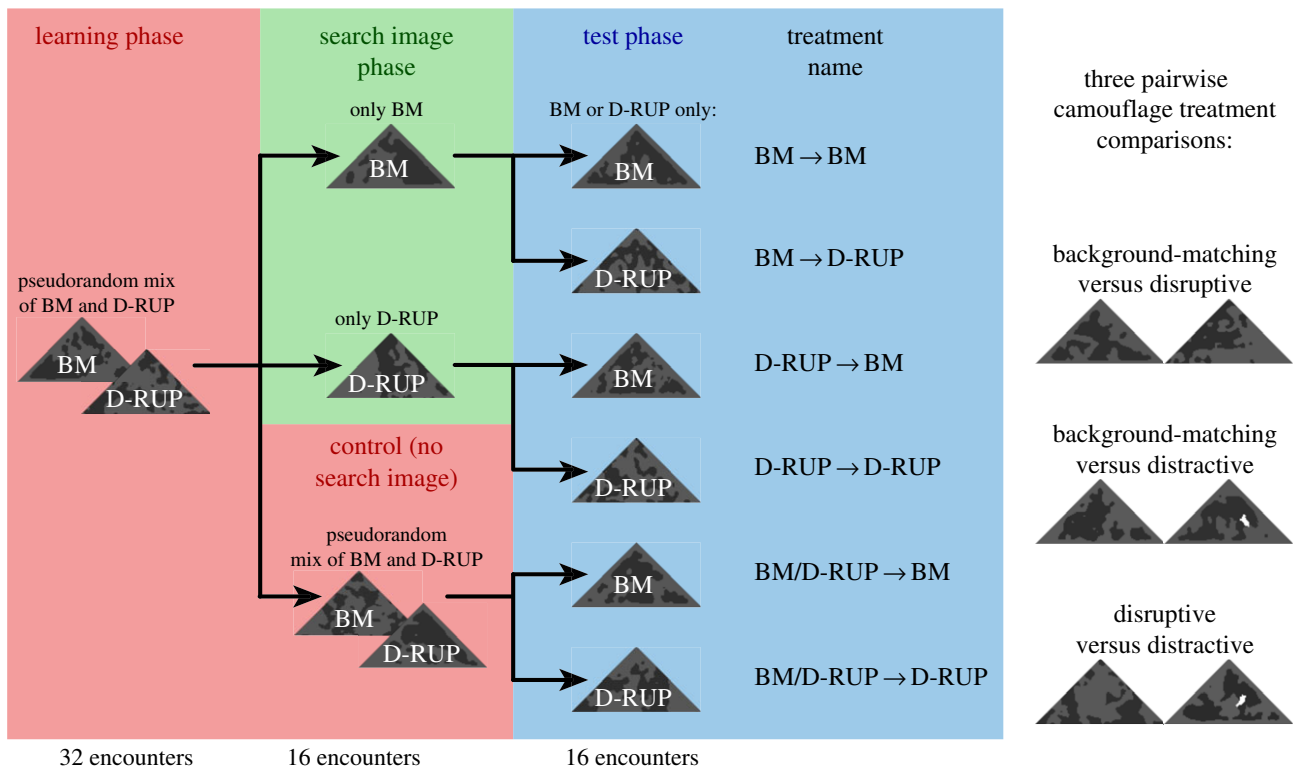 learning phase
search image
phase
test phase
treatment
name
three pairwise
camouflage treatment
comparisons:
only BM
BM
BM or D-RUP only:
BM
BM → BM
D-RUP
BM → D-RUP
pseudorandom mix
of BM and D-RUP
BM
D-RUP
only D-RUP
D-RUP
BM
D-RUP → BM
D-RUP
D-RUP → D-RUP
control (no
search image)
pseudorandom
mix of BM and D-RUP
BM
D-RUP
BM
BM/D-RUP → BM
D-RUP
BM/D-RUP → D-RUP
background-matching
versus disruptive
background-matching
versus distractive
disruptive
versus distractive
32 encounters
16 encounters
16 encounters